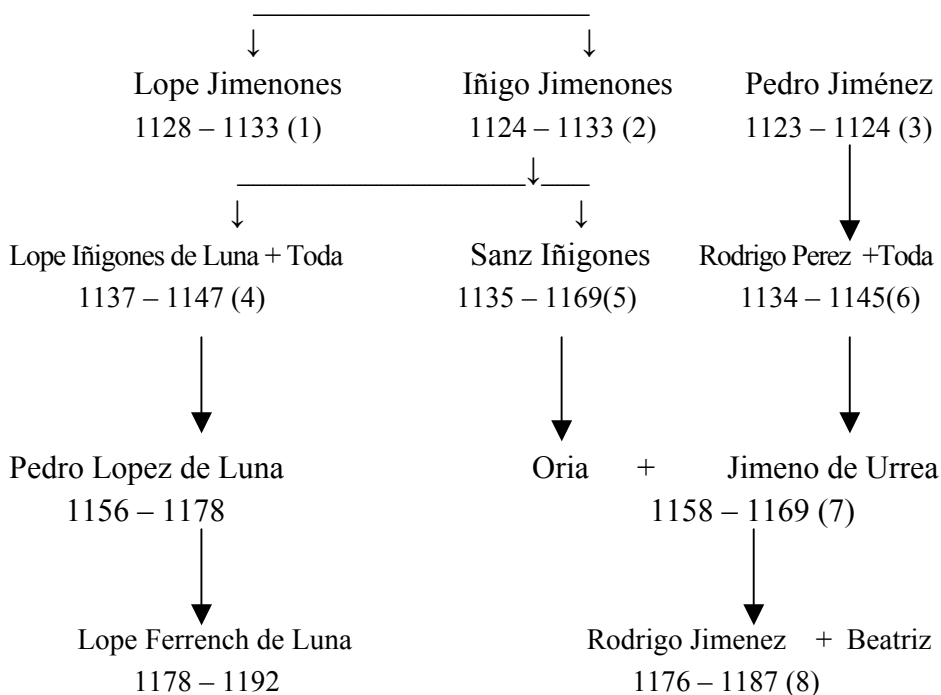 Lope Jimenones Iñigo Jimenones Pedro Jiménez
1128 – 1133 (1) 1124 – 1133 (2) 1123 – 1124 (3)
Lope Iñigones de Luna + Toda Sanz Iñigones Rodrigo Perez +Toda
1137 – 1147 (4) 1135 – 1169(5) 1134 – 1145(6)
Pedro Lopez de Luna Oria + Jimeno de Urrea
1156 – 1178 1158 – 1169 (7)
Lope Ferrench de Luna Rodrigo Jimenez + Beatriz
1178 – 1192 1176 – 1187 (8)